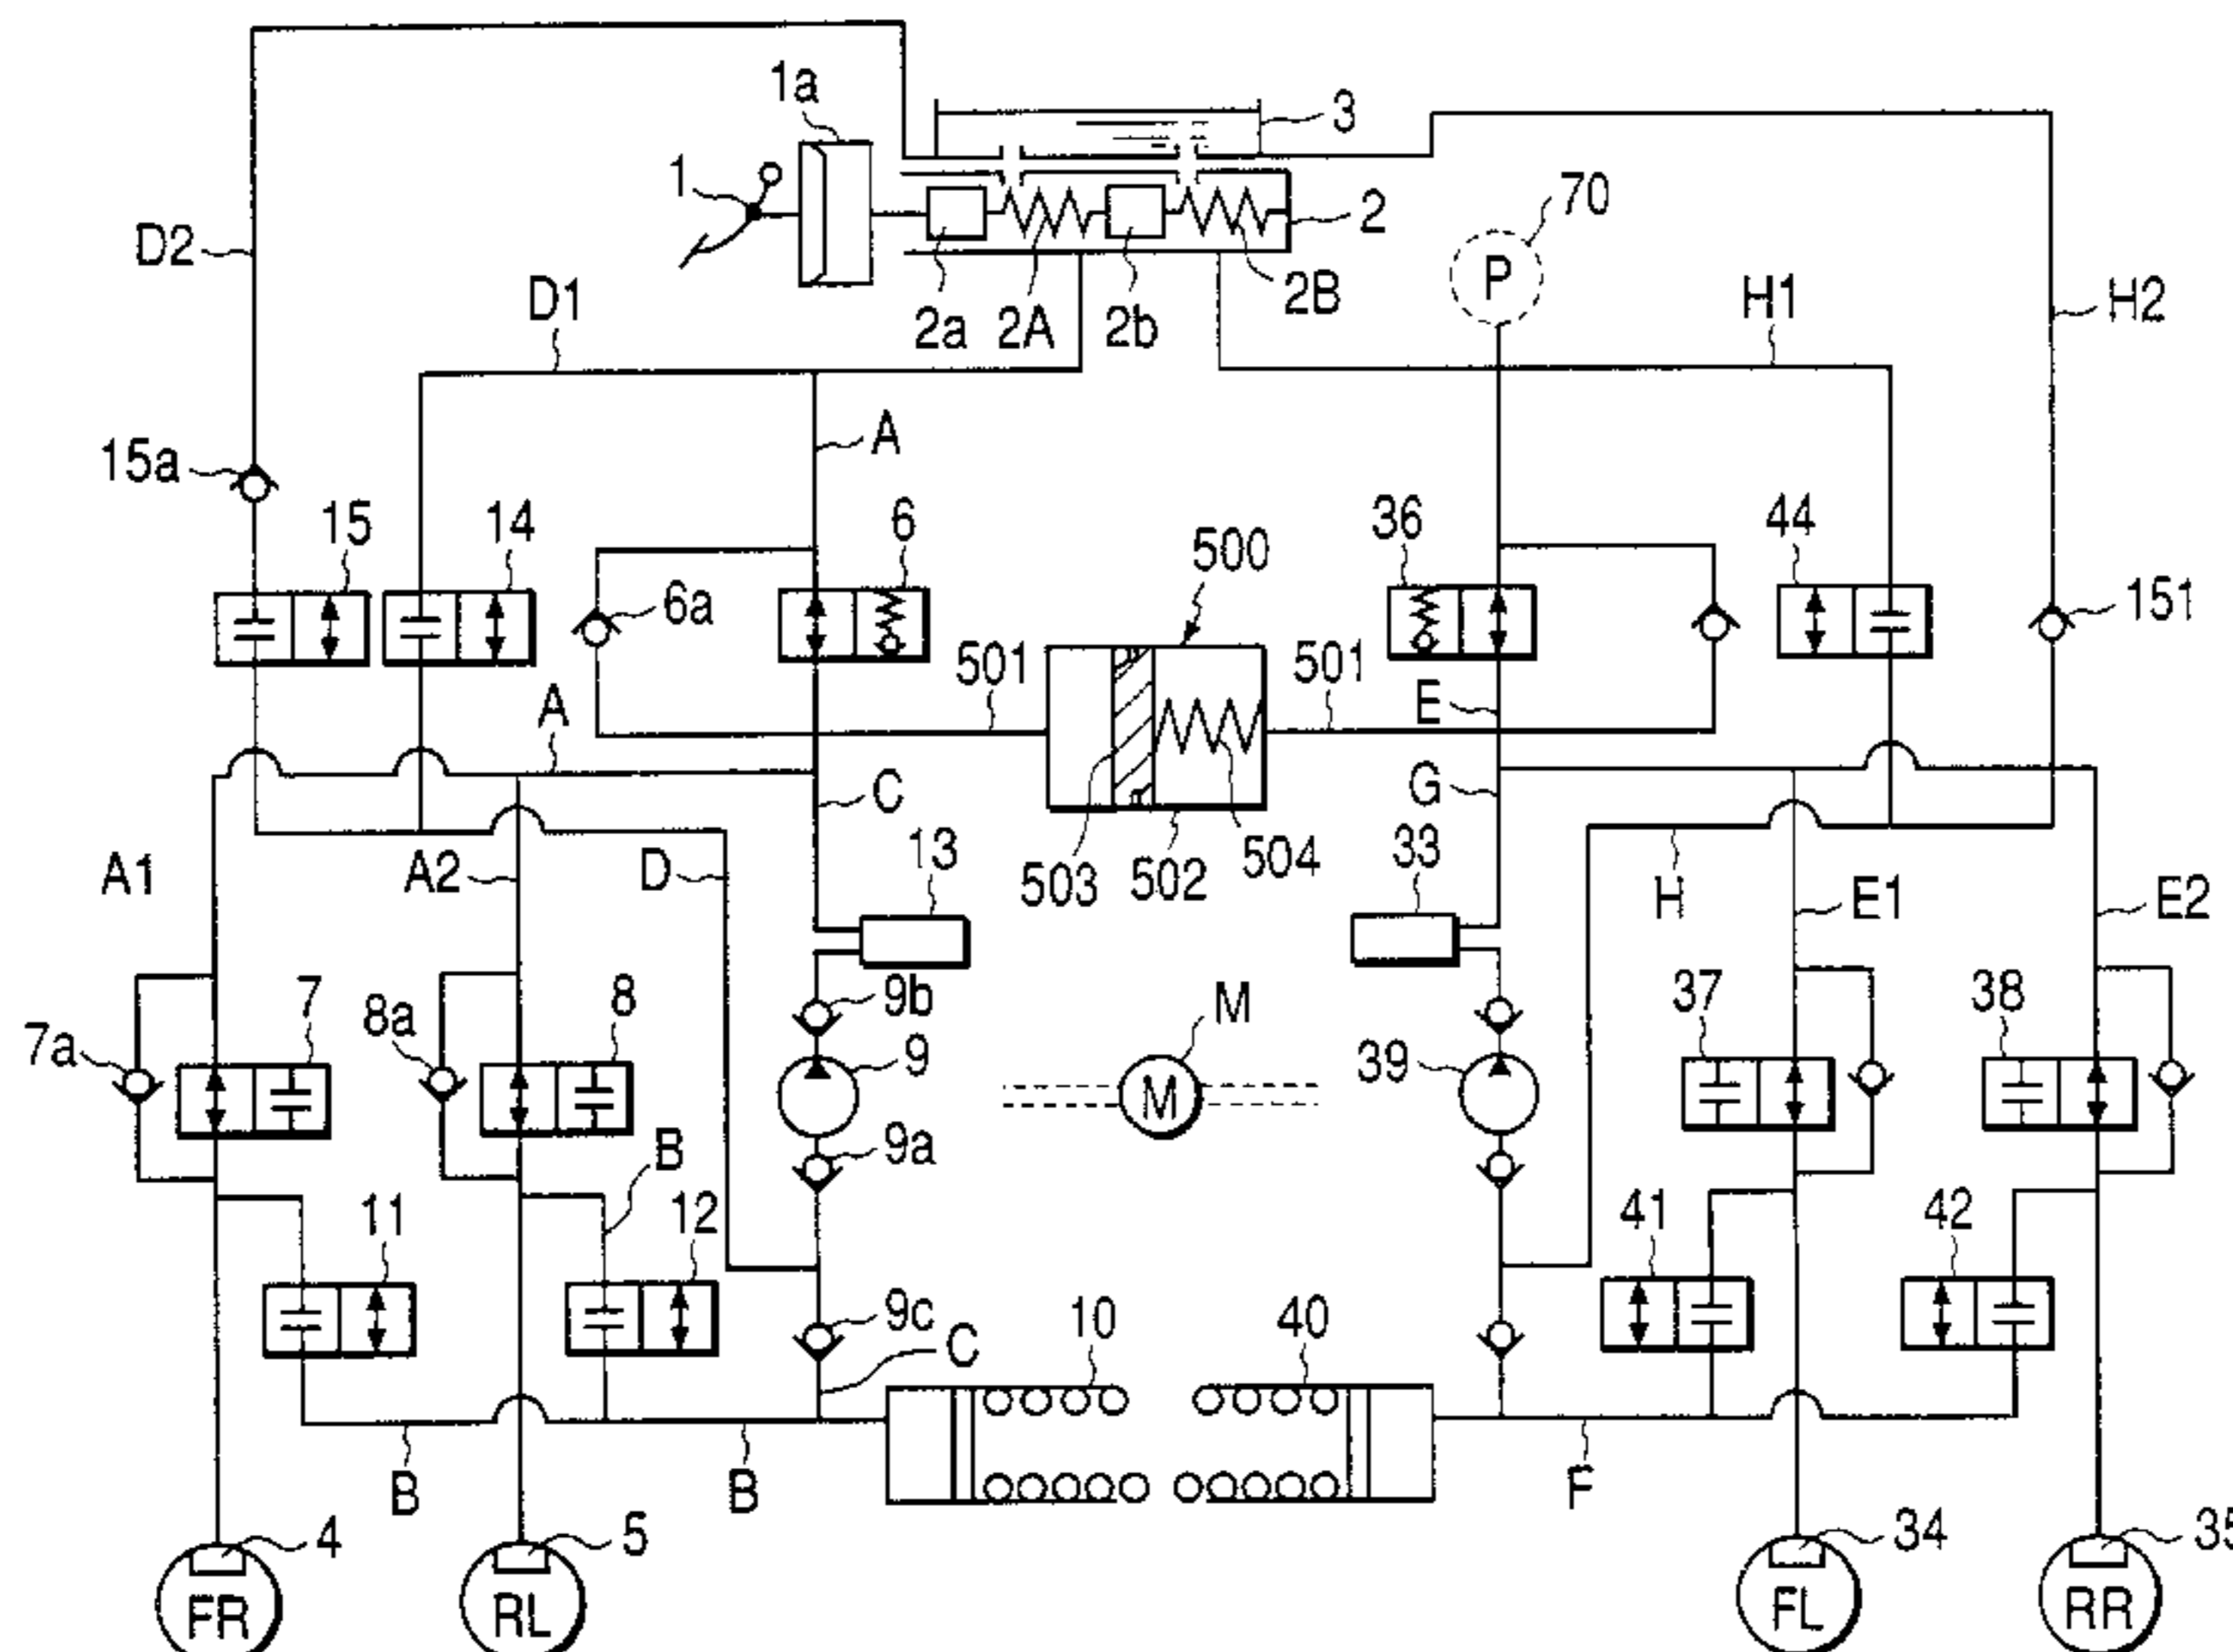 1a
3
1
2
70
D2
P
2a
2A
2b
2B
D1
H1
H2
A
15a
15
14
6
36
44
500
6a
151
501
501
A
E
C
G
503
502
504
13
33
A1
A2
D
H
E1
E2
9b
M
7a
7
8a
8
9
39
37
38
M
9a
B
11
12
41
42
9c
C
10
40
B
B
F
4
5
34
35
FR
RL
FL
RR